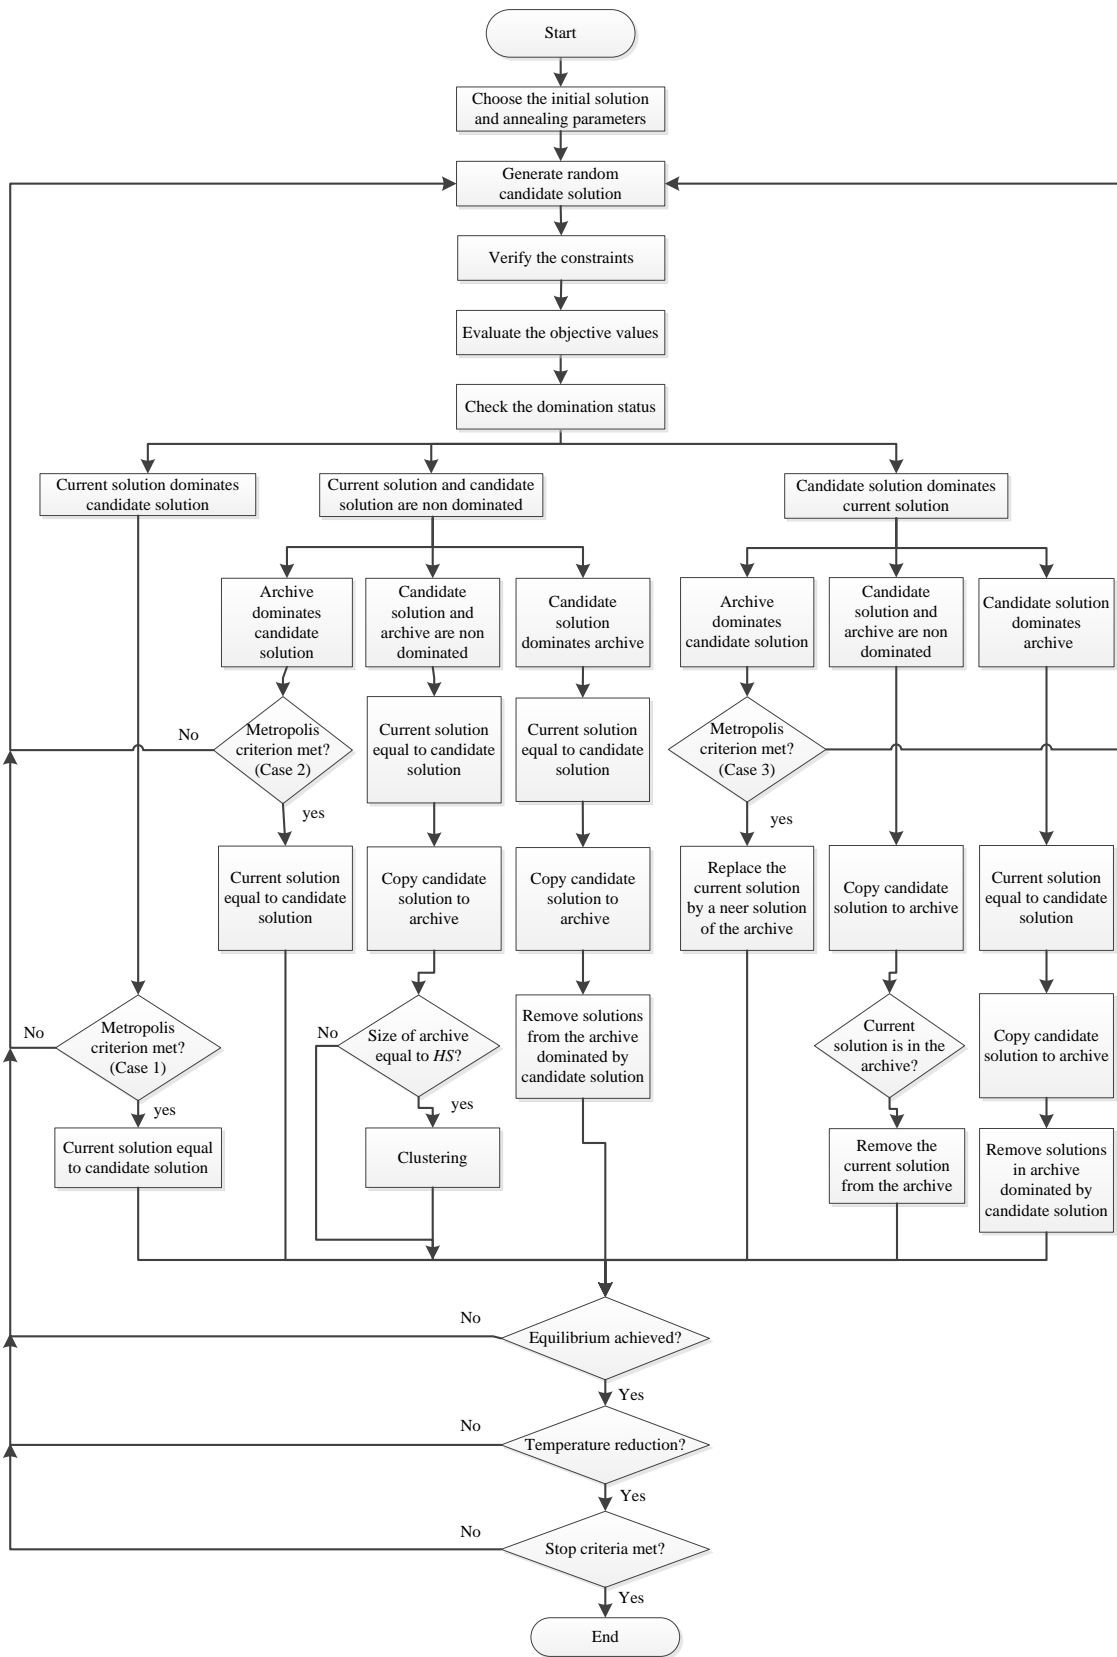 Start
Choose the initial solution
and annealing parameters
Generate random
candidate solution
Verify the constraints
Evaluate the objective values
Check the domination status
Current solution dominates
candidate solution
Current solution and candidate
solution are non dominated
Candidate solution dominates
current solution
Archive
dominates
candidate
solution
Candidate
solution and
archive are non
dominated
Candidate
solution
dominates archive
Archive
dominates
candidate solution
Candidate
solution and
archive are non
dominated
Candidate solution
dominates
archive
No
Metropolis
criterion met?
(Case 2)
yes
Current solution
equal to candidate
solution
Current solution
equal to candidate
solution
Metropolis
criterion met?
(Case 3)
yes
Current solution
equal to candidate
solution
Copy candidate
solution to
archive
Copy candidate
solution to
archive
Replace the
current solution
by a neer solution
of the archive
Copy candidate
solution to archive
Current solution
equal to candidate
solution
No
Metropolis
criterion met?
(Case 1)
yes
No
Size of archive
equal to HS?
yes
Remove solutions
from the archive
dominated by
candidate solution
Current
solution is in the
archive?
Copy candidate
solution to archive
Current solution equal
to candidate solution
Clustering
Remove the
current solution
from the archive
Remove solutions
in archive
dominated by
candidate solution
No
Equilibrium achieved?
Yes
No
Temperature reduction?
Yes
No
Stop criteria met?
Yes
End